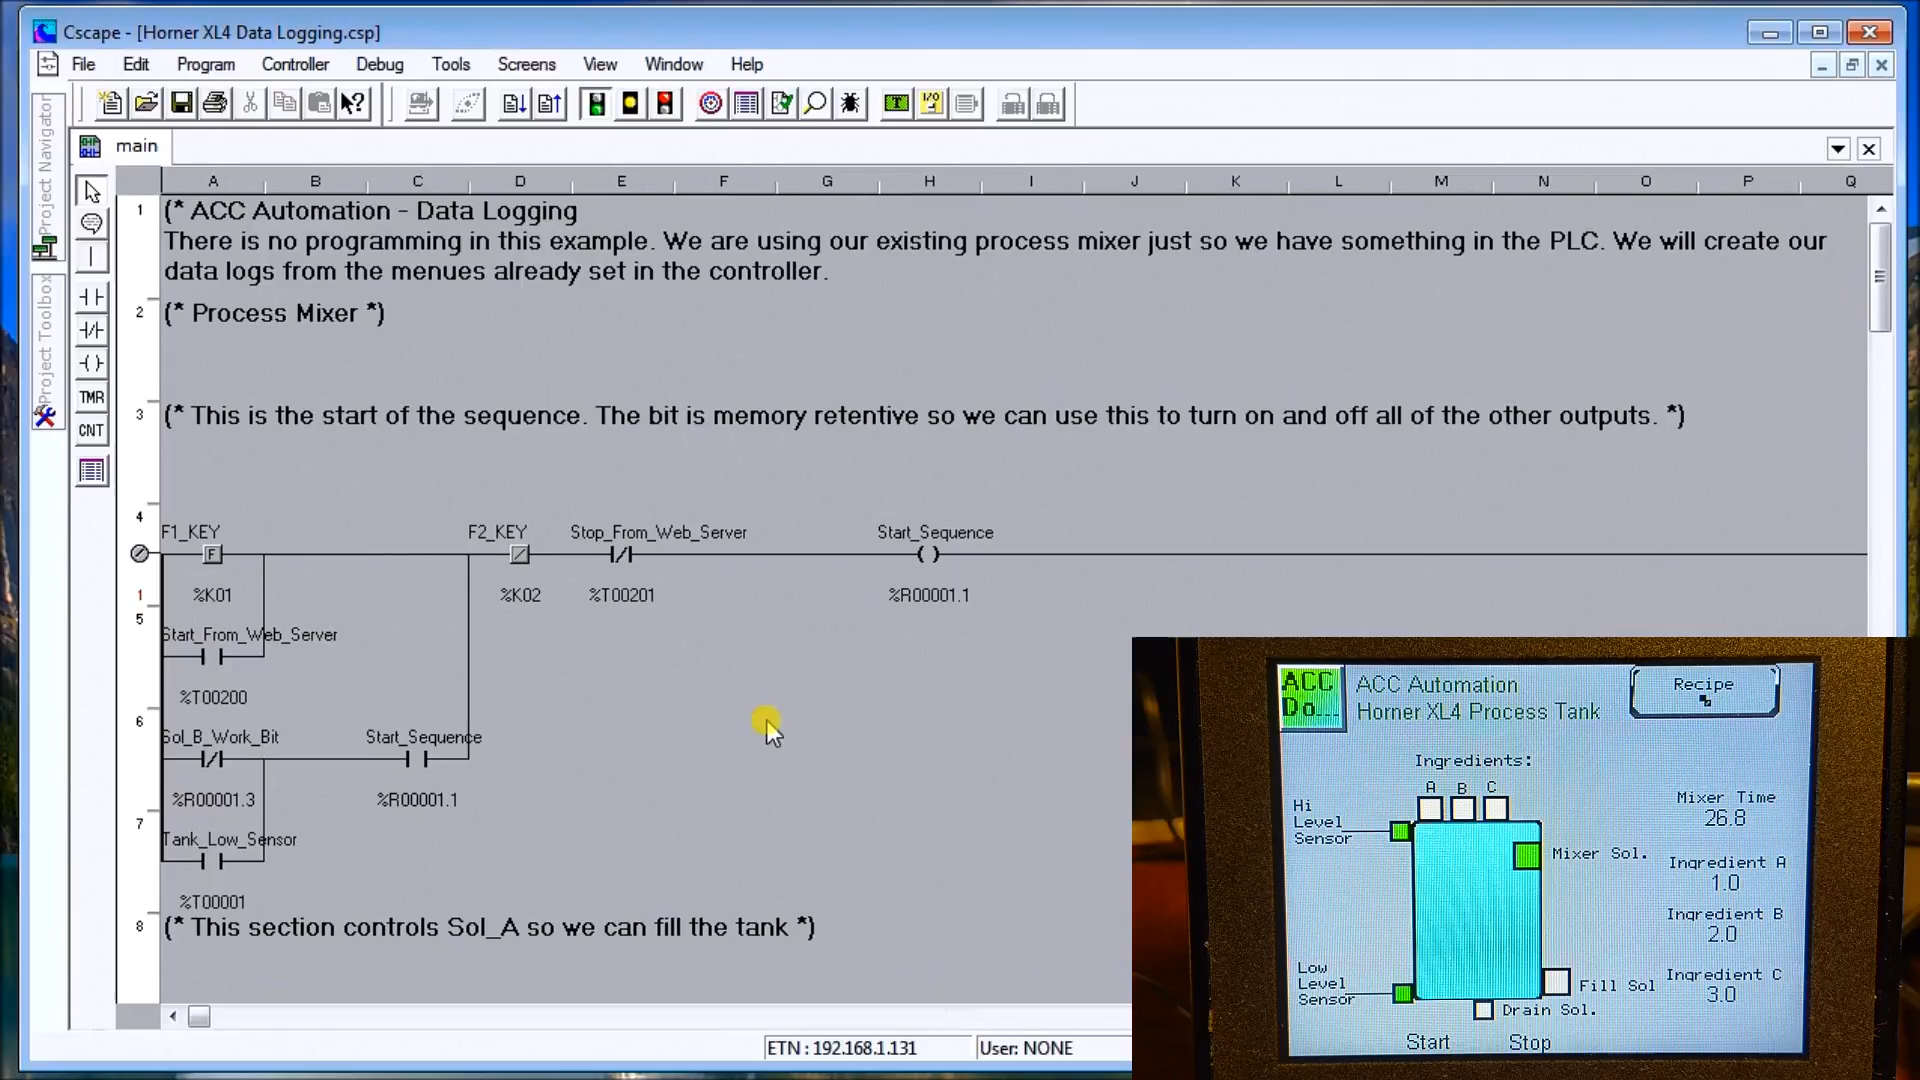 Cscape - [Horner XL4 Data Logging.csp]
File Edit Program Controller Debug Tools Screens View Window Help
Project Navigator
Project Toolbox
main
A B C D E F G H I J K L M N O P Q
1 (* ACC Automation - Data Logging
There is no programming in this example. We are using our existing process mixer just so we have something in the PLC. We will create our
data logs from the menues already set in the controller.
2 (* Process Mixer *)
3 (* This is the start of the sequence. The bit is memory retentive so we can use this to turn on and off all of the other outputs. *)
4
F1_KEY F2_KEY Stop_From_Web_Server Start_Sequence
F
1 %K01 %K02 %T00201 %R00001.1
5
Start_From_Web_Server
%T00200
6
Sol_B_Work_Bit Start_Sequence
%R00001.3 %R00001.1
7
Tank_Low_Sensor
%T00001
8 (* This section controls Sol_A so we can fill the tank *)
TMR
CNT
T
I/O
ETN : 192.168.1.131 User: NONE
ACC
Do...
ACC Automation
Horner XL4 Process Tank
Recipe
Ingredients:
A B C
Hi
Level
Sensor
Mixer Time
26.8
Mixer Sol.
Ingredient A
1.0
Ingredient B
2.0
Low
Level
Sensor
Fill Sol
Ingredient C
3.0
Drain Sol.
Start Stop